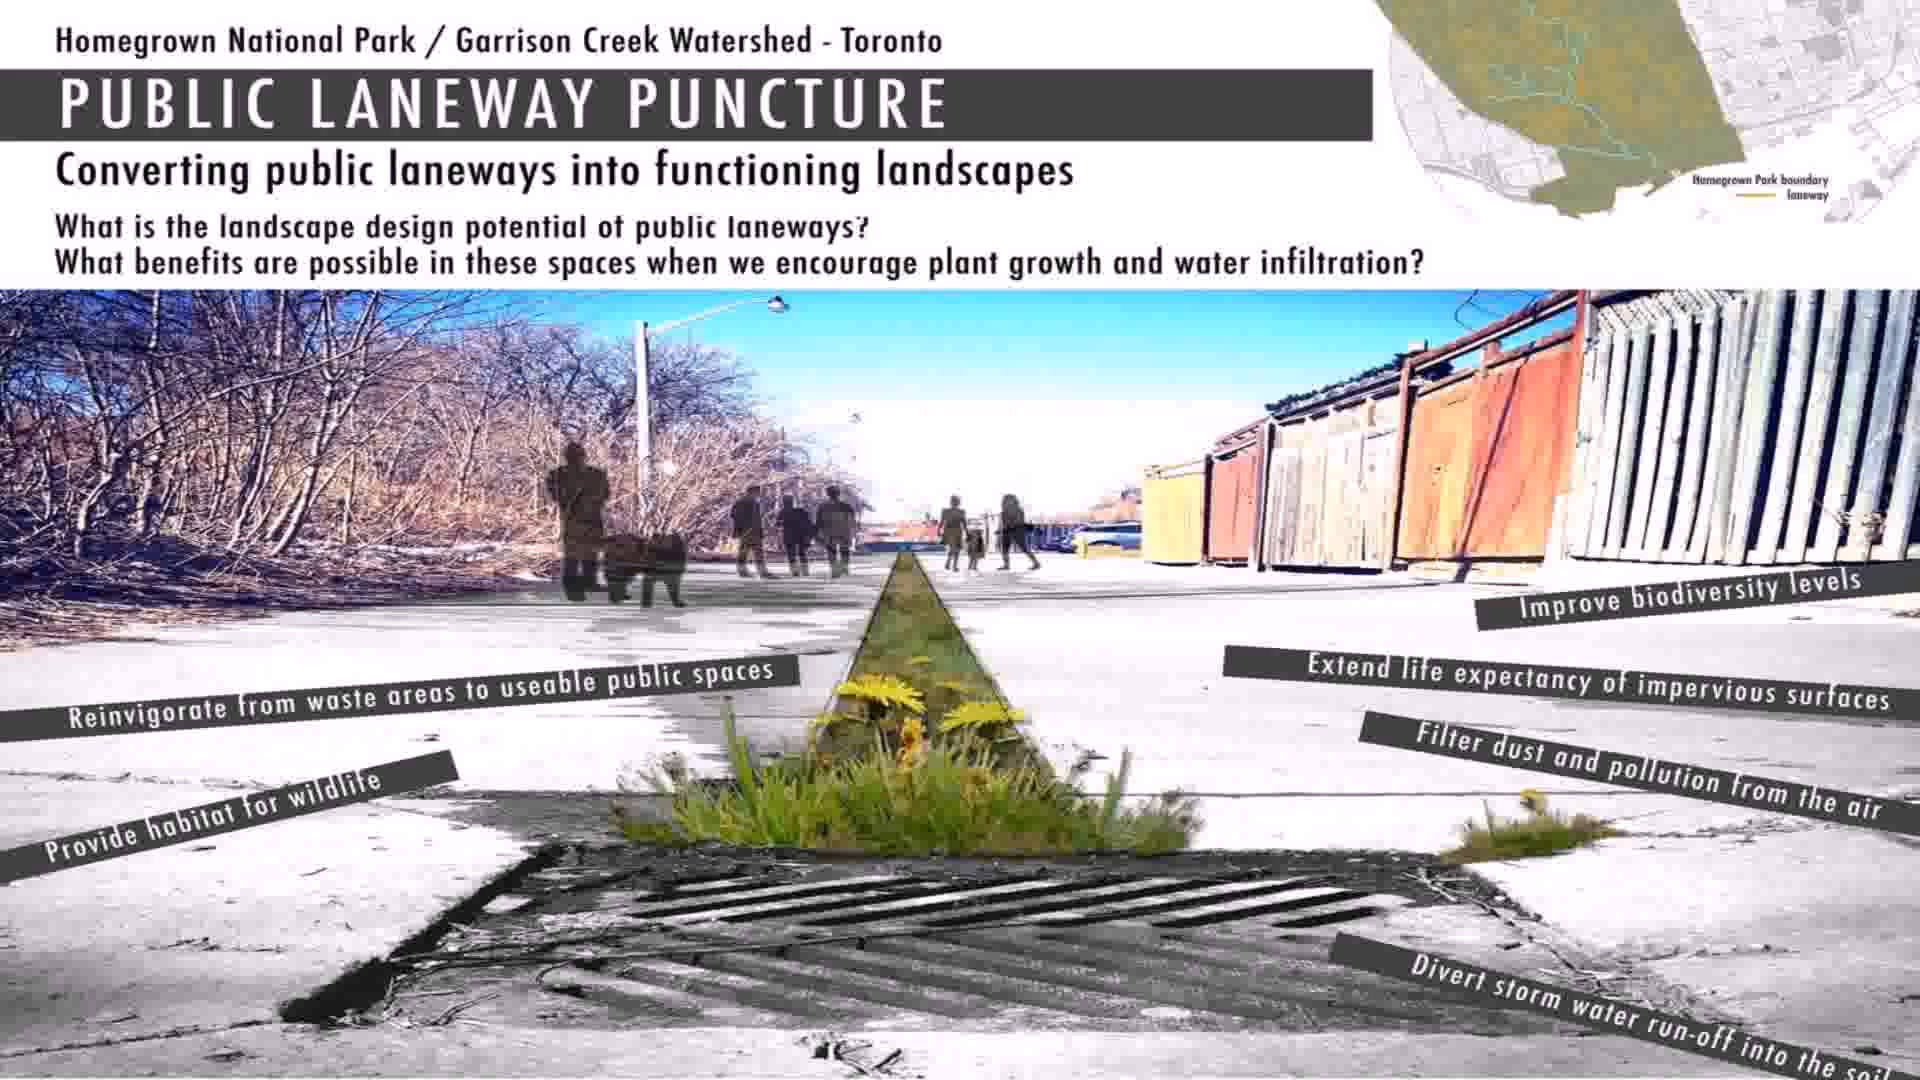 Homegrown National Park / Garrison Creek Watershed - Toronto
PUBLIC LANEWAY PUNCTURE
Converting public laneways into functioning landscapes
What is the landscape design potential of public laneways?
What benefits are possible in these spaces when we encourage plant growth and water infiltration?
Homegrown Park boundary
laneway
Improve biodiversity levels
Extend life expectancy of impervious surfaces
Reinvigorate from waste areas to useable public spaces
Filter dust and pollution from the air
Provide habitat for wildlife
Divert storm water run-off into the soil